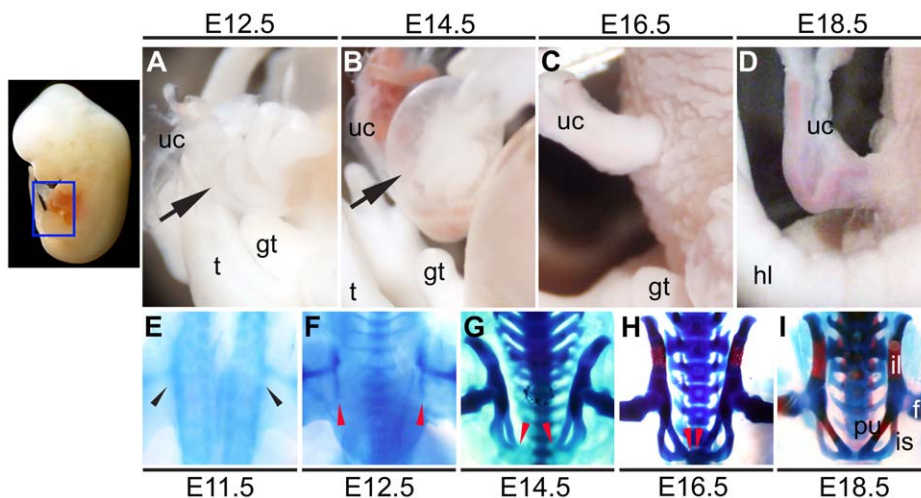 E12.5 E14.5 E16.5 E18.5
A B C D
uc uc uc uc
t gt t gt gt hl
E F G H I
il
f
pu is
E11.5 E12.5 E14.5 E16.5 E18.5